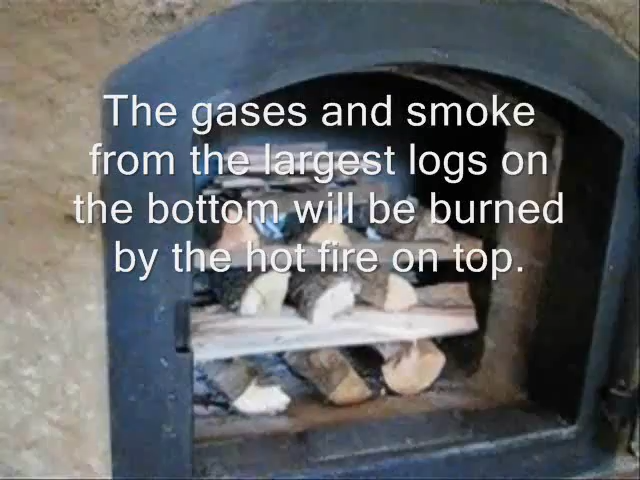 The gases and smoke
from the largest logs on
the bottom will be burned
by the hot fire on top.